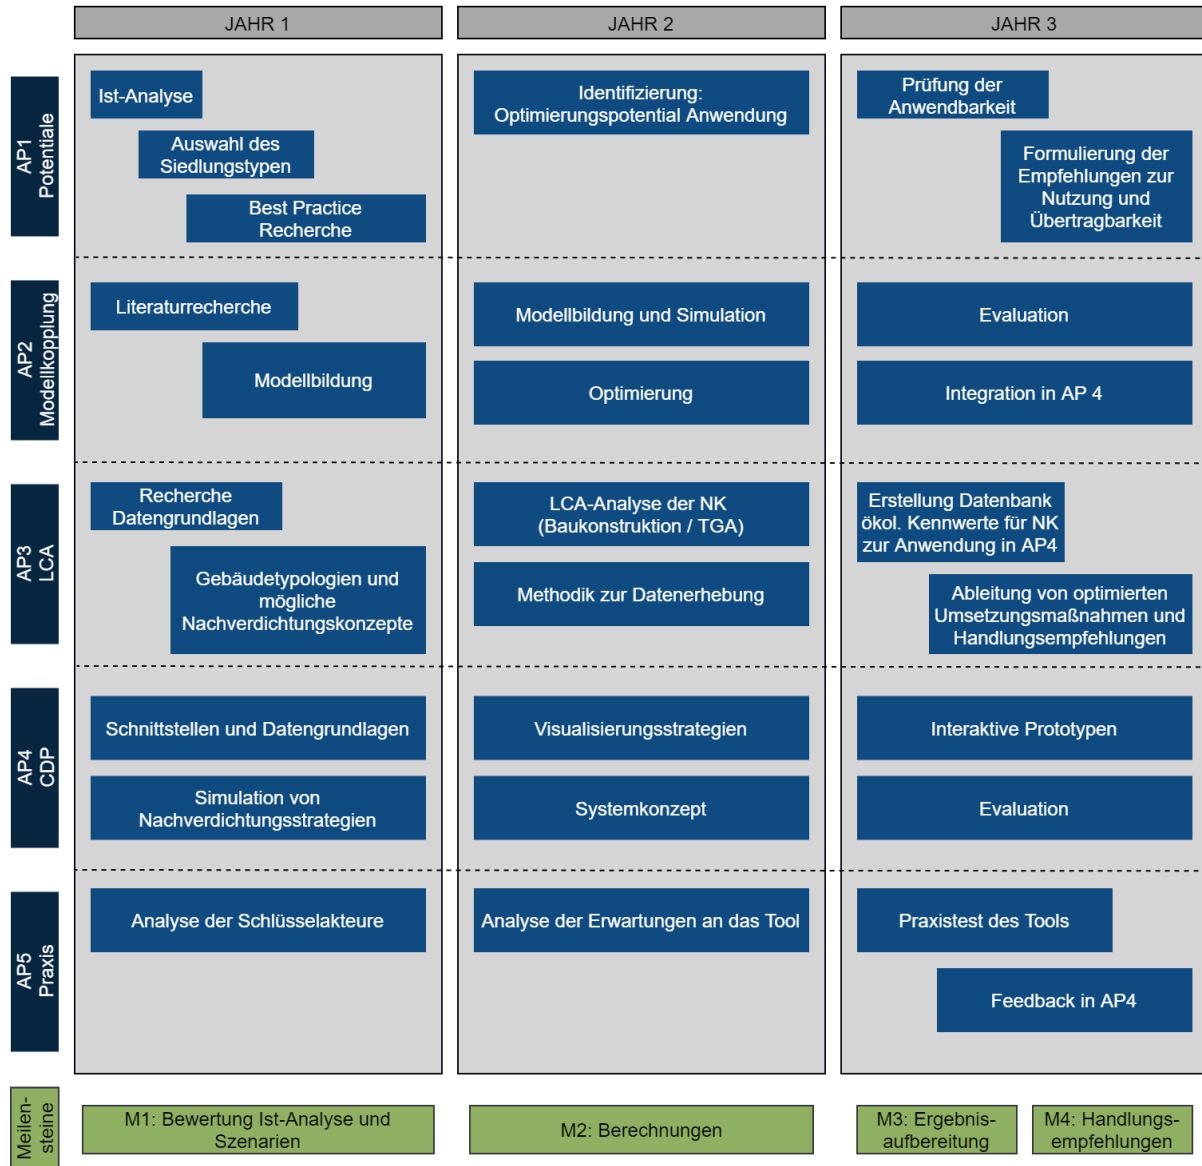 JAHR 1
JAHR 2
JAHR 3
AP1
Potentiale
Ist-Analyse
Auswahl des
Siedlungstypen
Best Practice
Recherche
Identifizierung:
Optimierungspotential Anwendung
Prüfung der
Anwendbarkeit
Formulierung der
Empfehlungen zur
Nutzung und
Übertragbarkeit
AP2
Modellkopplung
Literaturrecherche
Modellbildung
Modellbildung und Simulation
Optimierung
Evaluation
Integration in AP 4
AP3
LCA
Recherche
Datengrundlagen
Gebäudetypologien und
mögliche
Nachverdichtungskonzepte
LCA-Analyse der NK
(Baukonstruktion / TGA)
Methodik zur Datenerhebung
Erstellung Datenbank
ökol. Kennwerte für NK
zur Anwendung in AP4
Ableitung von optimierten
Umsetzungsmaßnahmen und
Handlungsempfehlungen
AP4
CDP
Schnittstellen und Datengrundlagen
Simulation von
Nachverdichtungsstrategien
Visualisierungsstrategien
Systemkonzept
Interaktive Prototypen
Evaluation
AP5
Praxis
Analyse der Schlüsselakteure
Analyse der Erwartungen an das Tool
Praxistest des Tools
Feedback in AP4
Meilen-
steine
M1: Bewertung Ist-Analyse und
Szenarien
M2: Berechnungen
M3: Ergebnis-
aufbereitung
M4: Handlungs-
empfehlungen